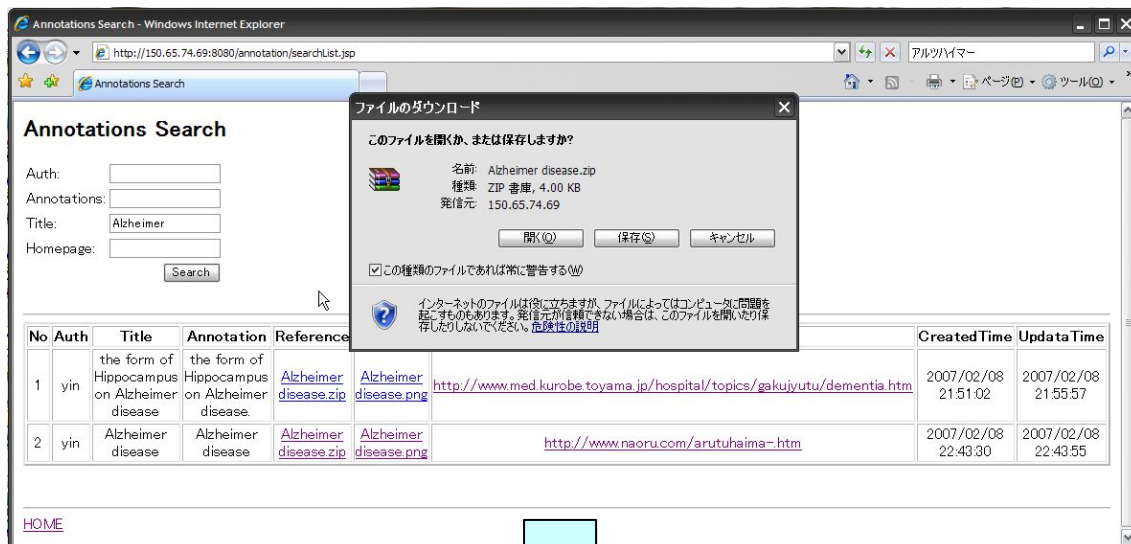 Annotations Search - Windows Internet Explorer
http://150.65.74.69:8080/annotation/searchList.jsp
アルツハイマー
Annotations Search
ページ(P)
ツール(O)
Annotations Search
Auth:
Annotations:
Title:
Alzheimer
Homepage:
Search
ファイルのダウンロード
このファイルを開くか、または保存しますか?
名前: Alzheimer disease.zip
種類: ZIP 書庫, 4.00 KB
発信元: 150.65.74.69
開く(O)
保存(S)
キャンセル
この種類のファイルであれば常に警告する(W)
インターネットのファイルは役に立ちますが、ファイルによってはコンピュータに問題を
起こすものもあります。発信元が信頼できない場合は、このファイルを開いたり保
存したりしないでください。危険性の説明
No Auth Title Annotation Reference CreatedTime UpdataTime
1 yin
the form of Hippocampus on Alzheimer disease
the form of Hippocampus on Alzheimer disease.
Alzheimer disease.zip
Alzheimer disease.png
http://www.med.kurobe.toyama.jp/hospital/topics/gakujyutu/dementia.htm
2007/02/08 21:51:02
2007/02/08 21:55:57
2 yin
Alzheimer disease
Alzheimer disease
Alzheimer disease.zip
Alzheimer disease.png
http://www.naoru.com/arutuhaima-.htm
2007/02/08 22:43:30
2007/02/08 22:43:55
HOME